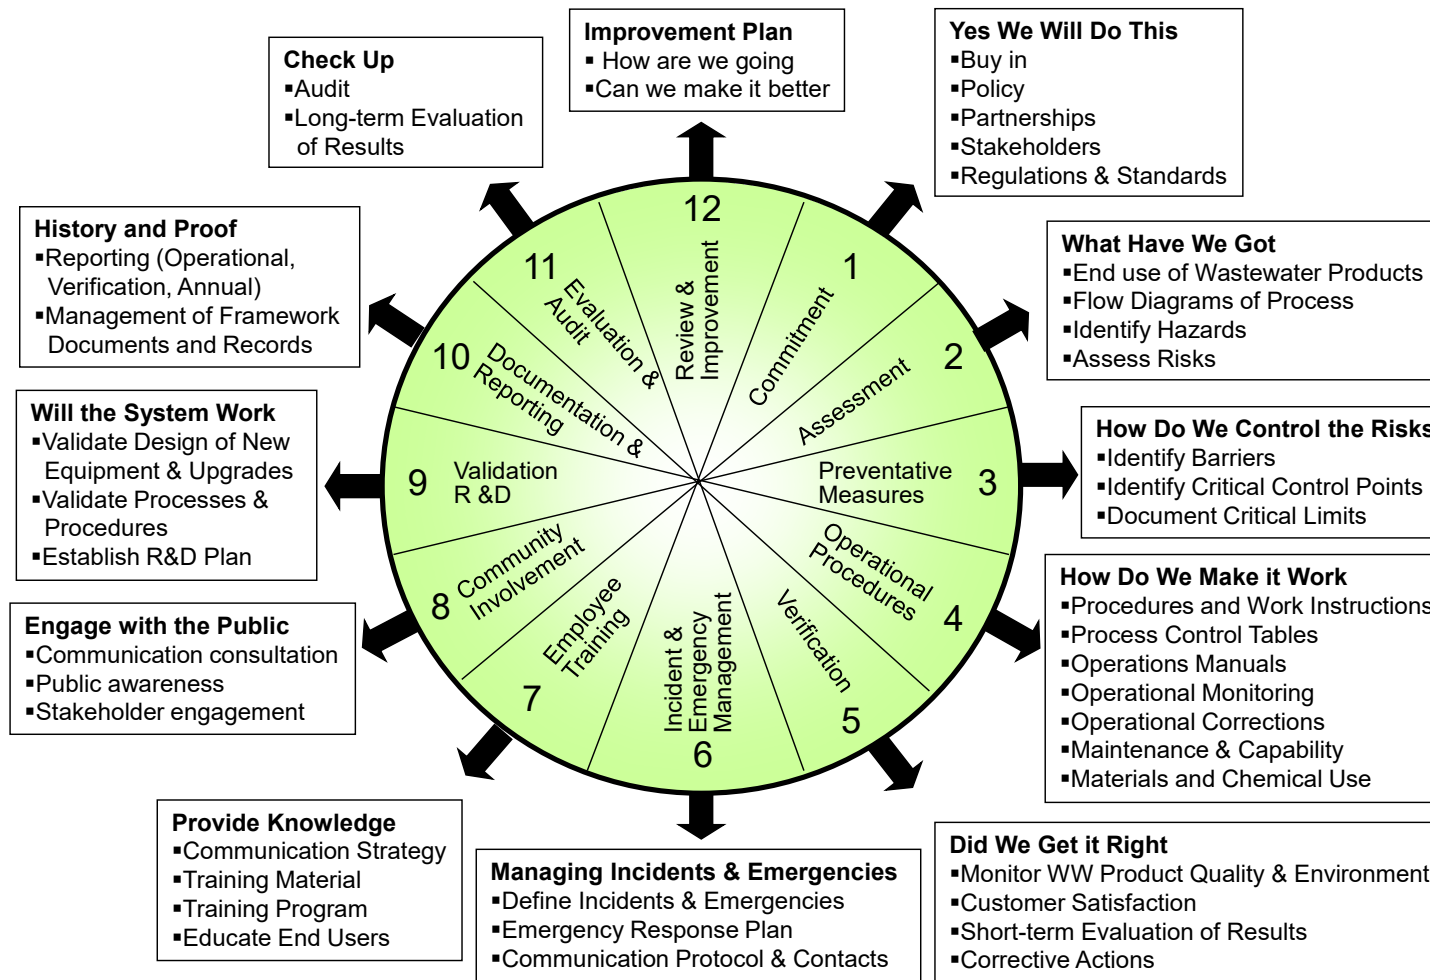 Improvement Plan
▪ How are we going
▪Can we make it better
Yes We Will Do This
▪Buy in
▪Policy
▪Partnerships
▪Stakeholders
▪Regulations & Standards
What Have We Got
▪End use of Wastewater Products
▪Flow Diagrams of Process
▪Identify Hazards
▪Assess Risks
How Do We Control the Risks
▪Identify Barriers
▪Identify Critical Control Points
▪Document Critical Limits
How Do We Make it Work
▪Procedures and Work Instructions
▪Process Control Tables
▪Operations Manuals
▪Operational Monitoring
▪Operational Corrections
▪Maintenance & Capability
▪Materials and Chemical Use
Did We Get it Right
▪Monitor WW Product Quality & Environment
▪Customer Satisfaction
▪Short-term Evaluation of Results
▪Corrective Actions
Managing Incidents & Emergencies
▪Define Incidents & Emergencies
▪Emergency Response Plan
▪Communication Protocol & Contacts
Provide Knowledge
▪Communication Strategy
▪Training Material
▪Training Program
▪Educate End Users
Engage with the Public
▪Communication consultation
▪Public awareness
▪Stakeholder engagement
Will the System Work
▪Validate Design of New
Equipment & Upgrades
▪Validate Processes &
Procedures
▪Establish R&D Plan
History and Proof
▪Reporting (Operational,
Verification, Annual)
▪Management of Framework
Documents and Records
Check Up
▪Audit
▪Long-term Evaluation
of Results
12
Review &
Improvement
1
Commitment
2
Assessment
3
Preventative
Measures
4
Operational
Procedures
5
Verification
6
Incident &
Emergency
Management
7
Employee
Training
8
Community
Involvement
9
Validation
R &D
10
Documentation &
Reporting
11
Evaluation &
Audit